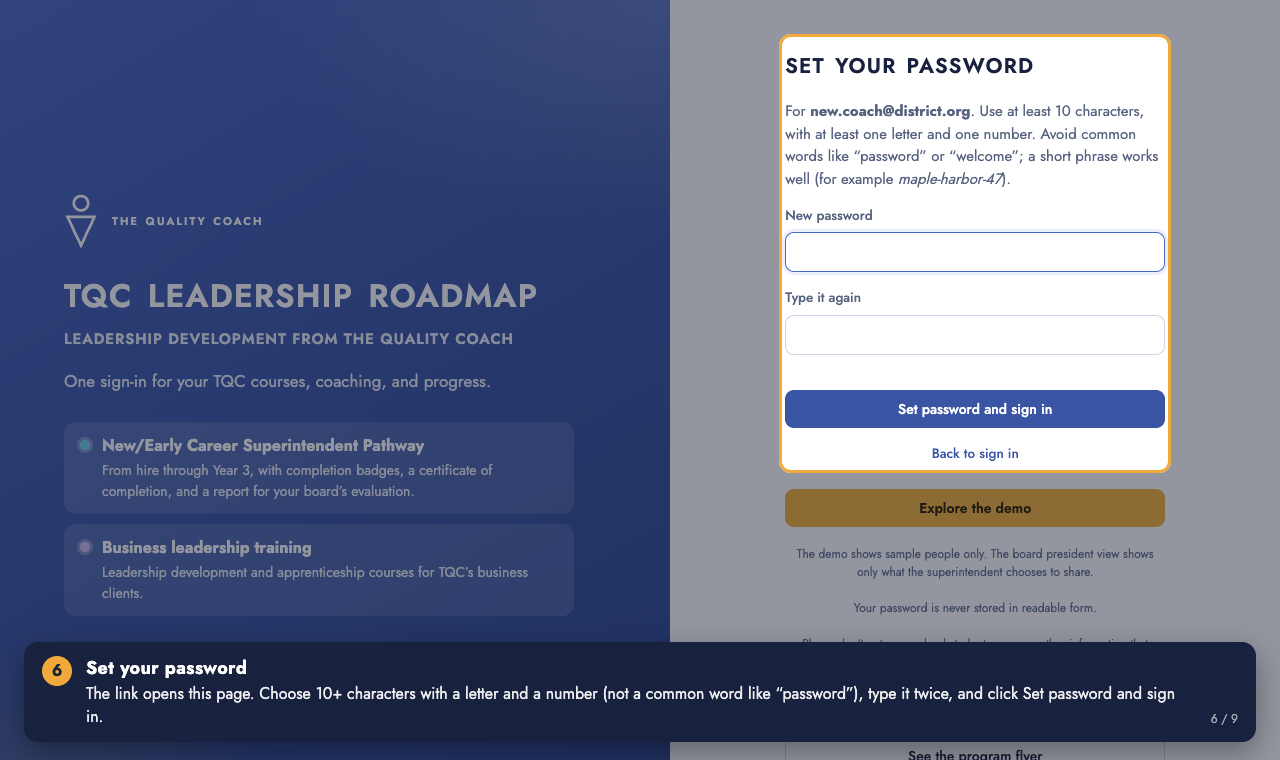 THE QUALITY COACH
TQC LEADERSHIP ROADMAP
LEADERSHIP DEVELOPMENT FROM THE QUALITY COACH
One sign-in for your TQC courses, coaching, and progress.
New/Early Career Superintendent Pathway
From hire through Year 3, with completion badges, a certificate of
completion, and a report for your board’s evaluation.
Business leadership training
Leadership development and apprenticeship courses for TQC’s business
clients.
SET YOUR PASSWORD
For new.coach@district.org. Use at least 10 characters,
with at least one letter and one number. Avoid common
words like “password” or “welcome”; a short phrase works
well (for example maple-harbor-47).
New password
Type it again
Set password and sign in
Back to sign in
Explore the demo
The demo shows sample people only. The board president view shows
only what the superintendent chooses to share.
Your password is never stored in readable form.
6
Set your password
The link opens this page. Choose 10+ characters with a letter and a number (not a common word like “password”), type it twice, and click Set password and sign
in.
6 / 9
See the program flyer